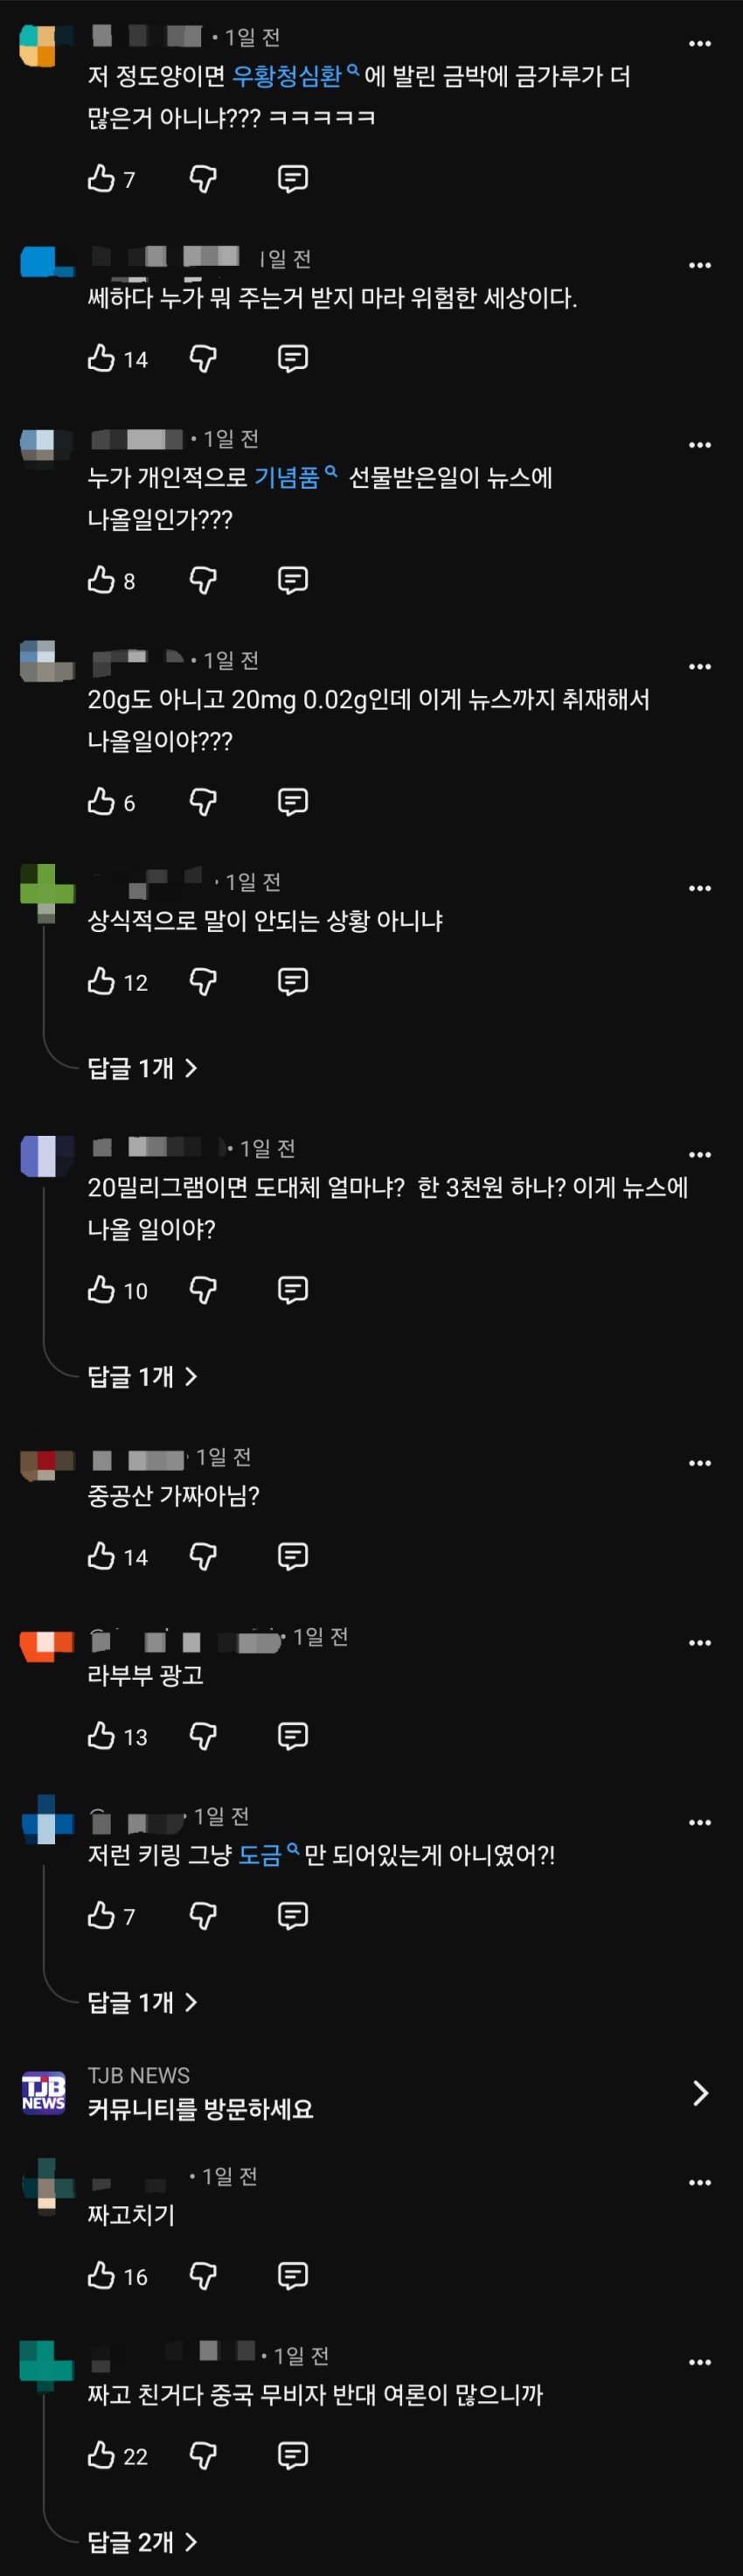 • 1일 전
저 정도양이면 우황청심환 에 발린 금박에 금가루가 더
많은거 아니냐??? ㅋㅋㅋㅋㅋ
7
1일 전
쎄하다 누가 뭐 주는거 받지 마라 위험한 세상이다.
14
• 1일 전
누가 개인적으로 기념품 선물받은일이 뉴스에
나올일인가???
8
• 1일 전
20g도 아니고 20mg 0.02g인데 이게 뉴스까지 취재해서
나올일이야???
6
• 1일 전
상식적으로 말이 안되는 상황 아니냐
12
답글 1개
• 1일 전
20밀리그램이면 도대체 얼마냐? 한 3천원 하나? 이게 뉴스에
나올 일이야?
10
답글 1개
1일 전
중공산 가짜아님?
14
• 1일 전
라부부 광고
13
• 1일 전
저런 키링 그냥 도금 만 되어있는게 아니였어?!
7
답글 1개
TJB NEWS
TJB
NEWS
커뮤니티를 방문하세요
• 1일 전
짜고치기
16
• 1일 전
짜고 친거다 중국 무비자 반대 여론이 많으니까
22
답글 2개